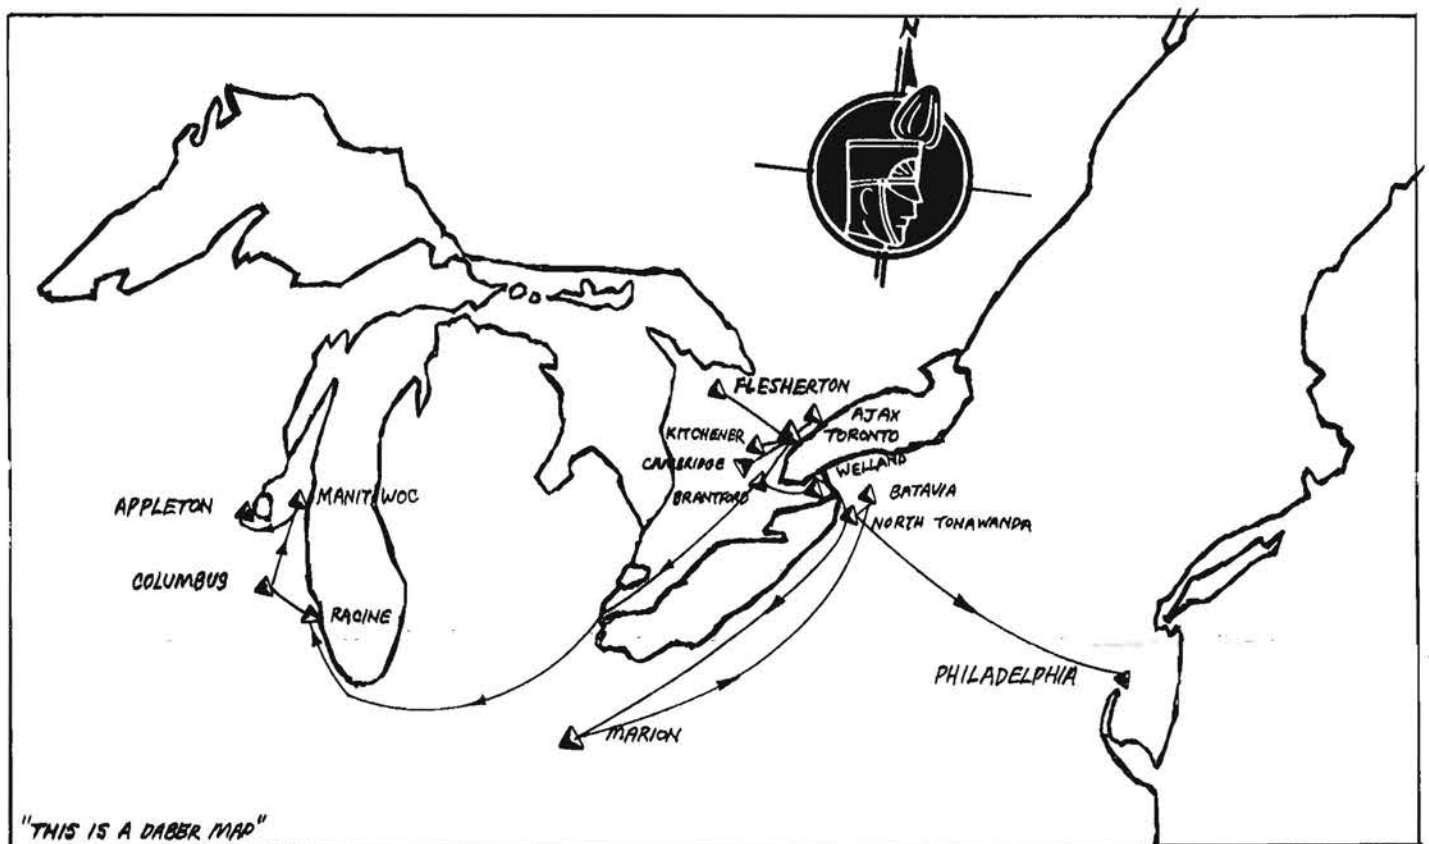 N
FLESHERTON
AJAX
TORONTO
KITCHENER
CAMBRIDGE
WELLAND
BRANTFORD
BATAVIA
NORTH TONAWANDA
APPLETON
MANITIWOC
COLUMBUS
RACINE
PHILADELPHIA
MARION
"THIS IS A DABER MAP"